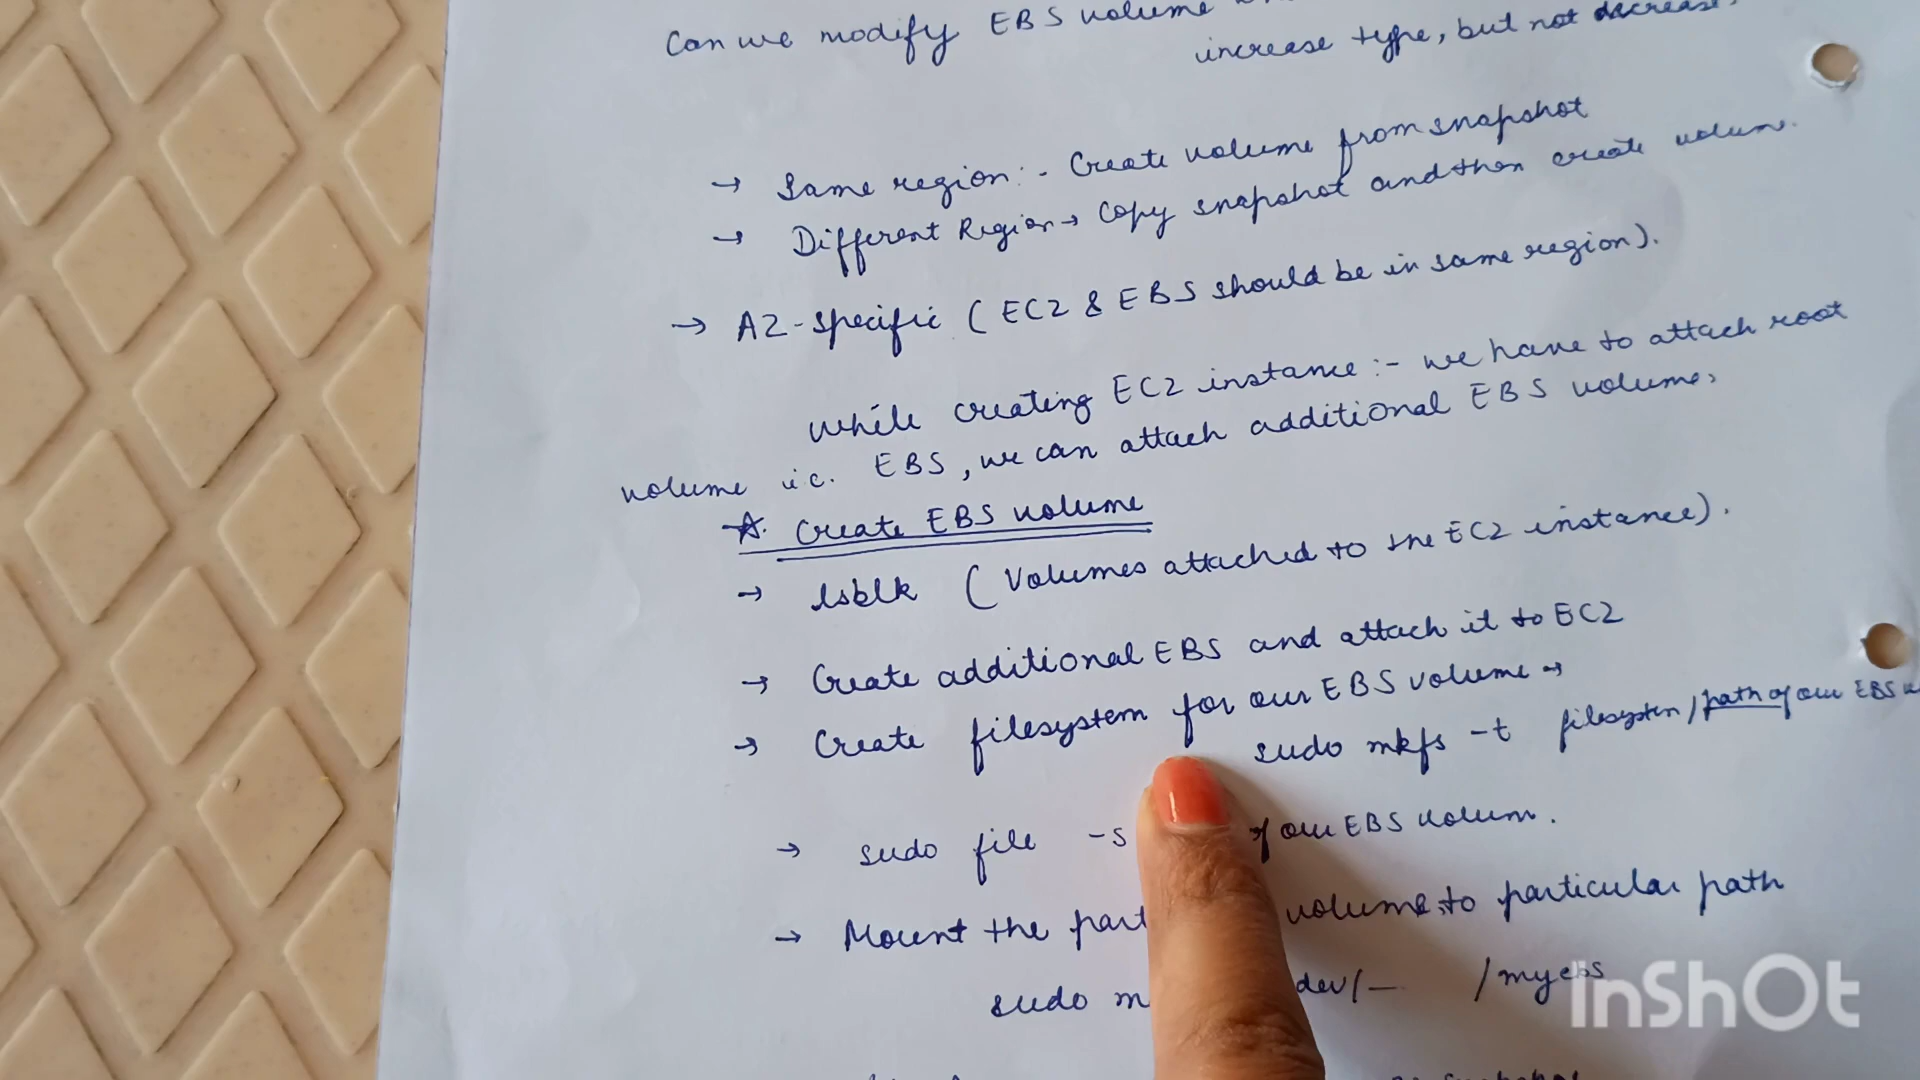 Can we modify EBS volume
increase type, but not decrease.
→ Same region :- Create volume from snapshot
→ Different Region → Copy snapshot and then create volume.
→ AZ-specific (EC2 & EBS should be in same region).
while creating EC2 instance :- we have to attach root
volume i.e. EBS, we can attach additional EBS volume,
Create EBS volume
→ lsblk (Volumes attached to the EC2 instance).
→ Create additional EBS and attach it to EC2
→ Create filesystem for our EBS volume →
sudo mkfs -t filesystem / path of our EBS
→ sudo file -s of our EBS volum.
→ Mount the volume to particular path
sudo dev/— /myebs
InShOt